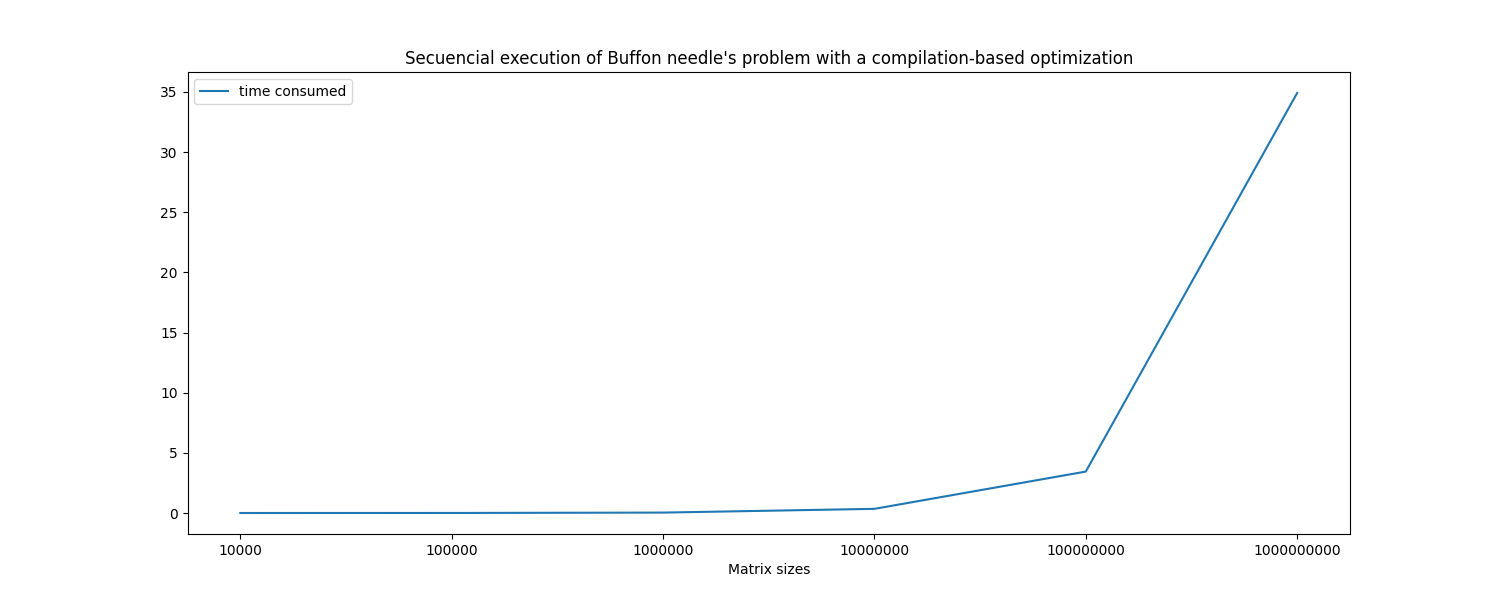 Secuencial execution of Buffon needle's problem with a compilation-based optimization
time consumed
35
30
25
20
15
10
5
0
10000 100000 1000000 10000000 100000000 1000000000
Matrix sizes